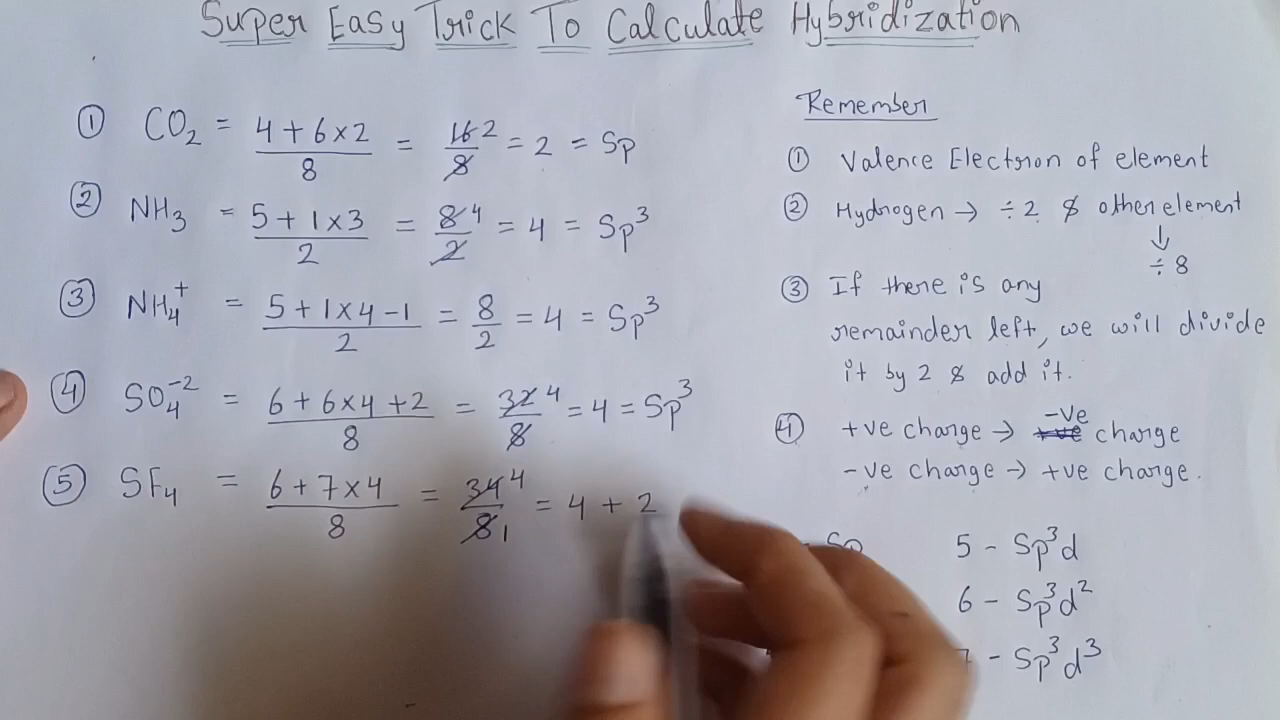 Super Easy Trick To Calculate Hybridization
① CO₂ = 4 + 6 × 2 / 8 = 16 2 / 8 = 2 = Sp
② NH₃ = 5 + 1 × 3 / 2 = 8 4 / 2 = 4 = Sp³
③ NH₄⁺ = 5 + 1 × 4 - 1 / 2 = 8 / 2 = 4 = Sp³
④ SO₄⁻² = 6 + 6 × 4 + 2 / 8 = 32 4 / 8 = 4 = Sp³
⑤ SF₄ = 6 + 7 × 4 / 8 = 34 4 / 8 1 = 4 + 2
Remember
① Valence Electron of element
② Hydrogen → ÷ 2 & other element
↓
÷ 8
③ If there is any
remainder left, we will divide
it by 2 & add it.
④ +ve charge → -ve charge
-ve charge → +ve charge.
- Sp 5 - Sp³d
6 - Sp³d²
7 - Sp³d³